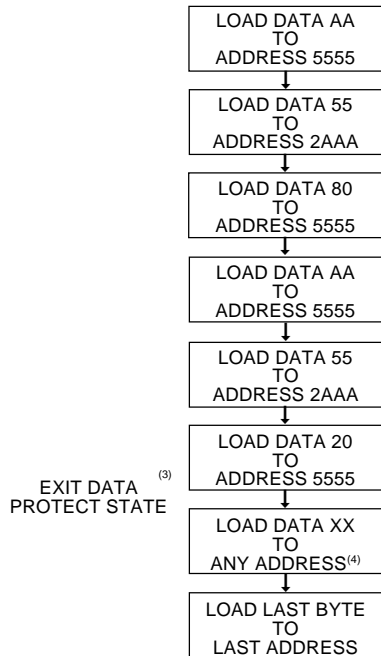 LOAD DATA AA
TO
ADDRESS 5555
LOAD DATA 55
TO
ADDRESS 2AAA
LOAD DATA 80
TO
ADDRESS 5555
LOAD DATA AA
TO
ADDRESS 5555
LOAD DATA 55
TO
ADDRESS 2AAA
LOAD DATA 20
TO
ADDRESS 5555
EXIT DATA (3)
PROTECT STATE
LOAD DATA XX
TO
ANY ADDRESS(4)
LOAD LAST BYTE
TO
LAST ADDRESS